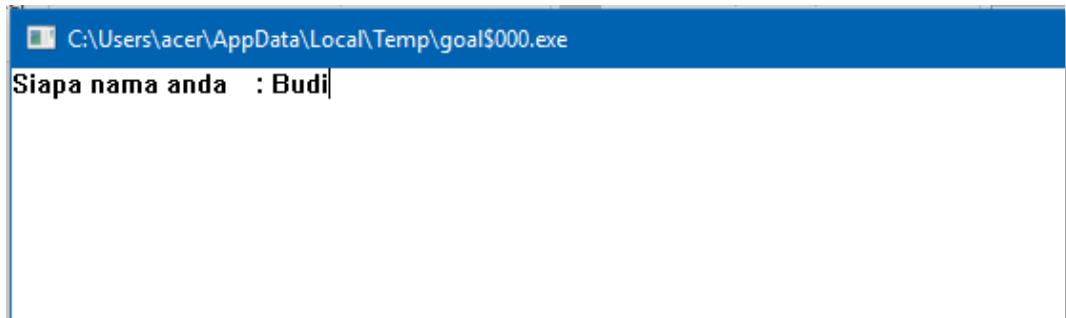 C:\Users\acer\AppData\Local\Temp\goal$000.exe
Siapa nama anda : Budi